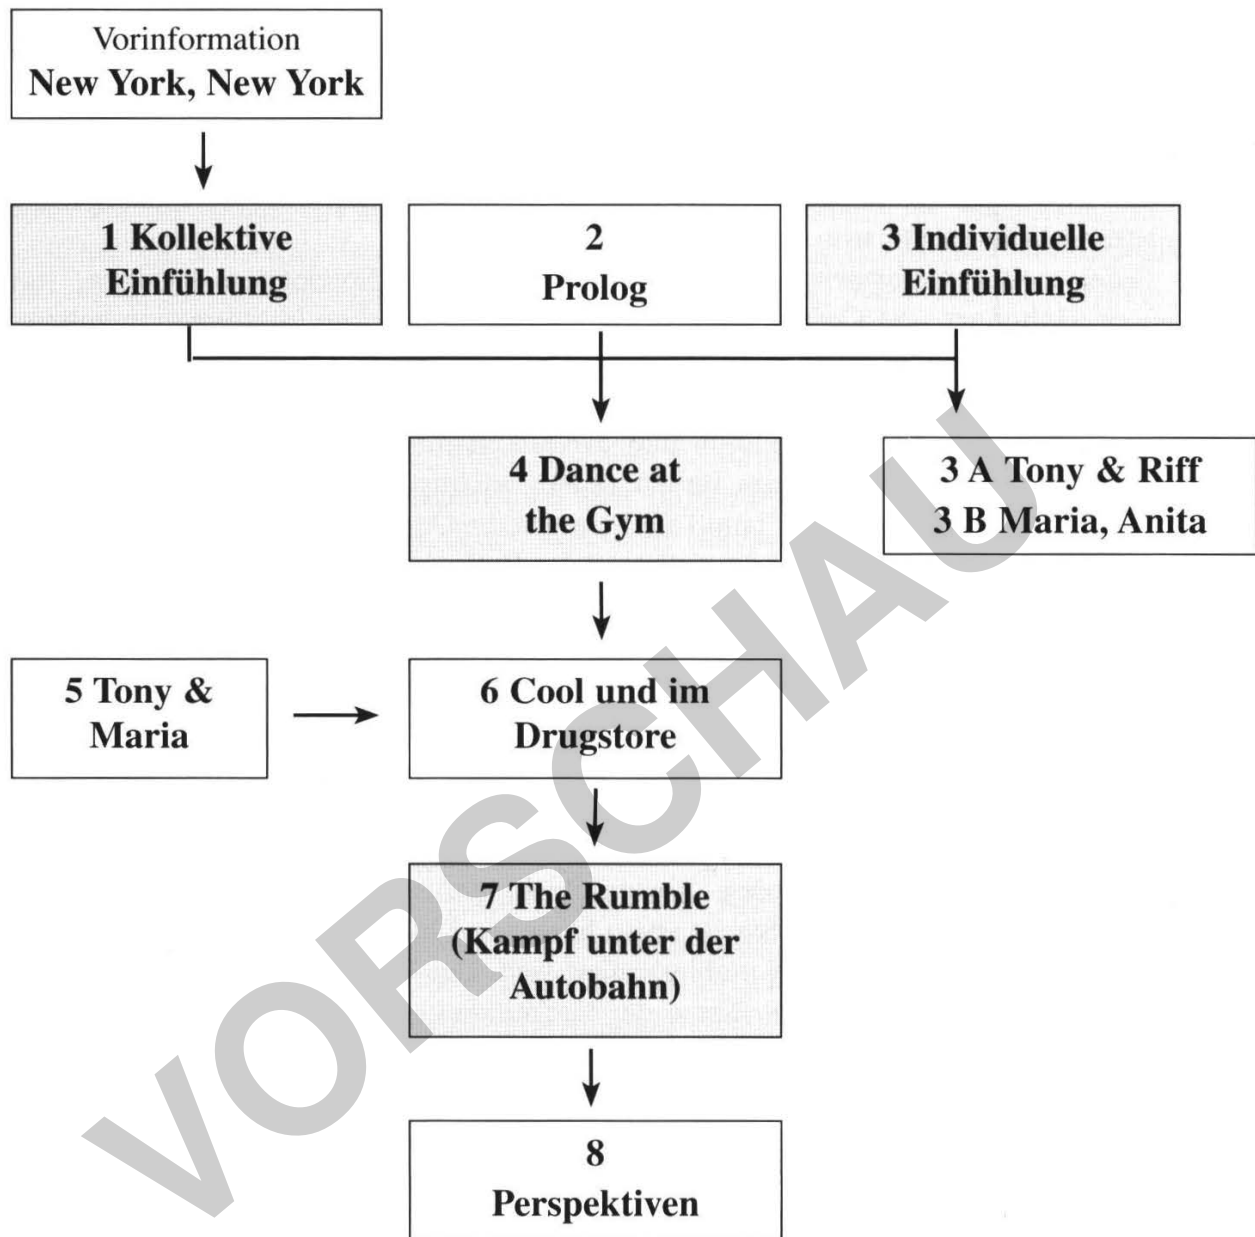 Vorinformation
New York, New York
1 Kollektive
Einfühlung
2
Prolog
3 Individuelle
Einfühlung
4 Dance at
the Gym
3 A Tony & Riff
3 B Maria, Anita
5 Tony &
Maria
6 Cool und im
Drugstore
7 The Rumble
(Kampf unter der
Autobahn)
8
Perspektiven
VORSCHAU